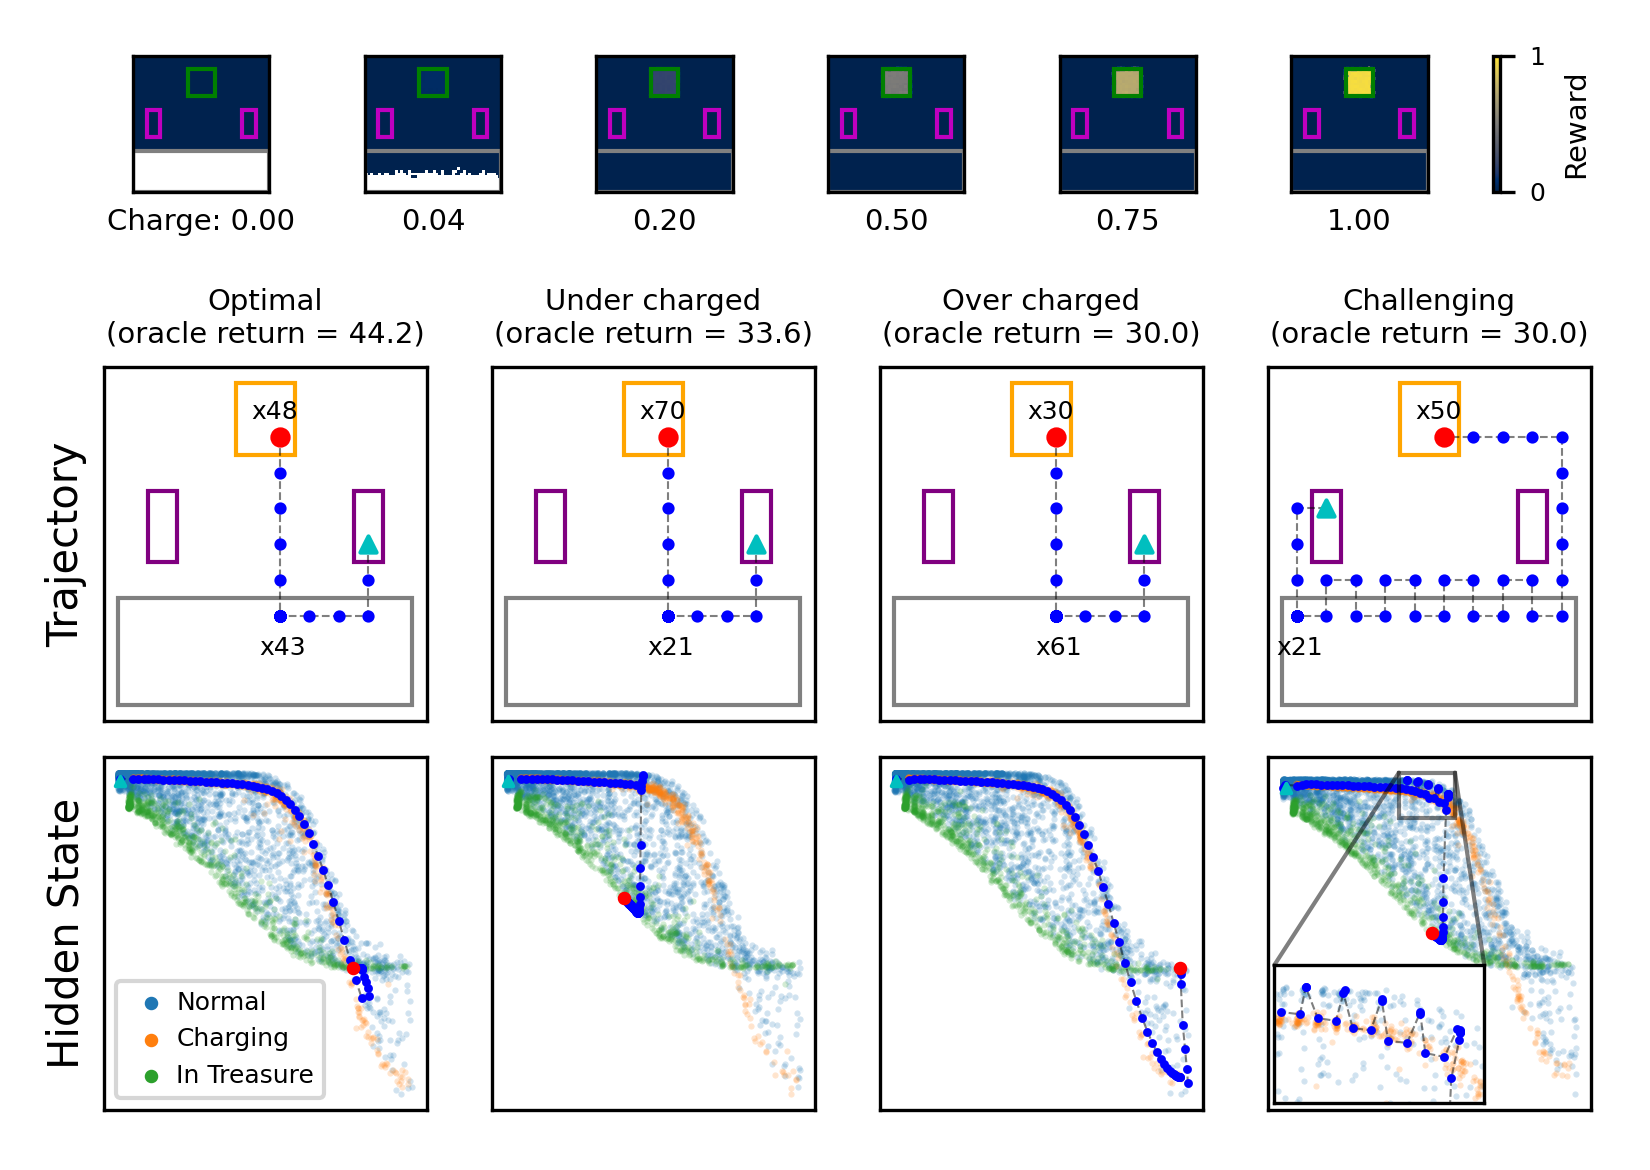 1
Reward
0
Charge: 0.00
0.04
0.20
0.50
0.75
1.00
Optimal
(oracle return = 44.2)
Under charged
(oracle return = 33.6)
Over charged
(oracle return = 30.0)
Challenging
(oracle return = 30.0)
Trajectory
x48
x43
x70
x21
x30
x61
x50
x21
Hidden State
Normal
Charging
In Treasure